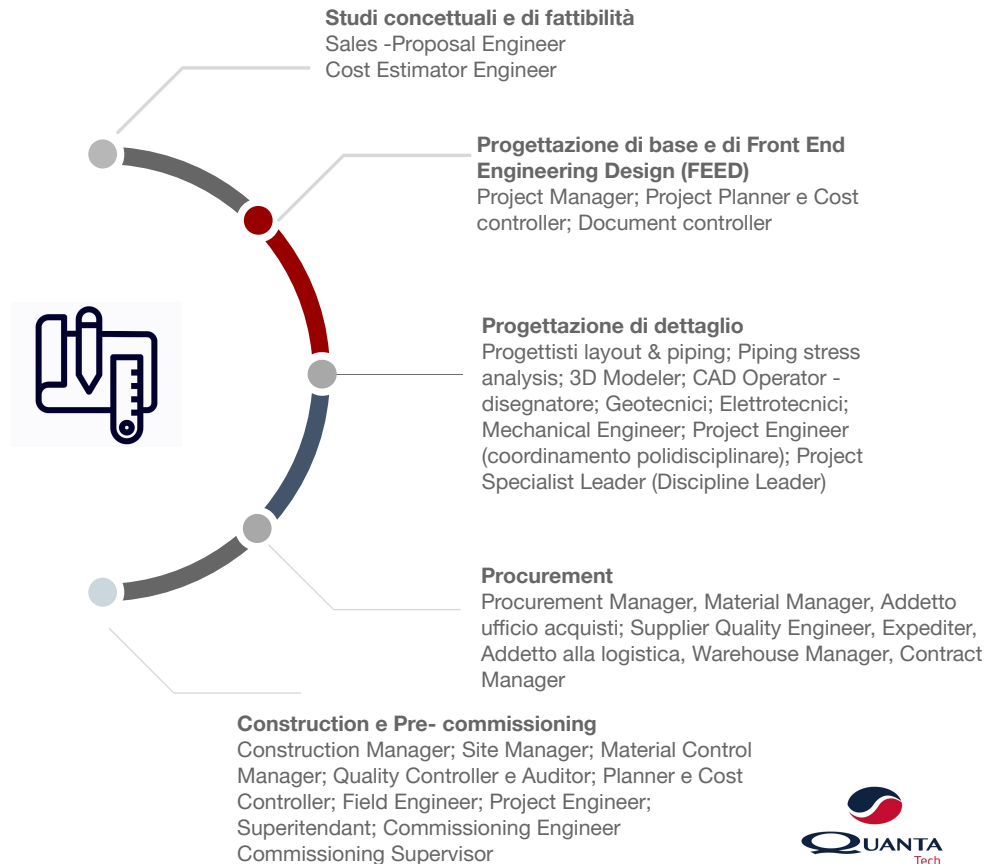 Studi concettuali e di fattibilità
Sales -Proposal Engineer
Cost Estimator Engineer
Progettazione di base e di Front End
Engineering Design (FEED)
Project Manager; Project Planner e Cost
controller; Document controller
Progettazione di dettaglio
Progettisti layout & piping; Piping stress
analysis; 3D Modeler; CAD Operator -
disegnatore; Geotecnici; Elettrotecnici;
Mechanical Engineer; Project Engineer
(coordinamento polidisciplinare); Project
Specialist Leader (Discipline Leader)
Procurement
Procurement Manager, Material Manager, Addetto
ufficio acquisti; Supplier Quality Engineer, Expediter,
Addetto alla logistica, Warehouse Manager, Contract
Manager
Construction e Pre- commissioning
Construction Manager; Site Manager; Material Control
Manager; Quality Controller e Auditor; Planner e Cost
Controller; Field Engineer; Project Engineer;
Superitendant; Commissioning Engineer
Commissioning Supervisor
QUANTA
Tech